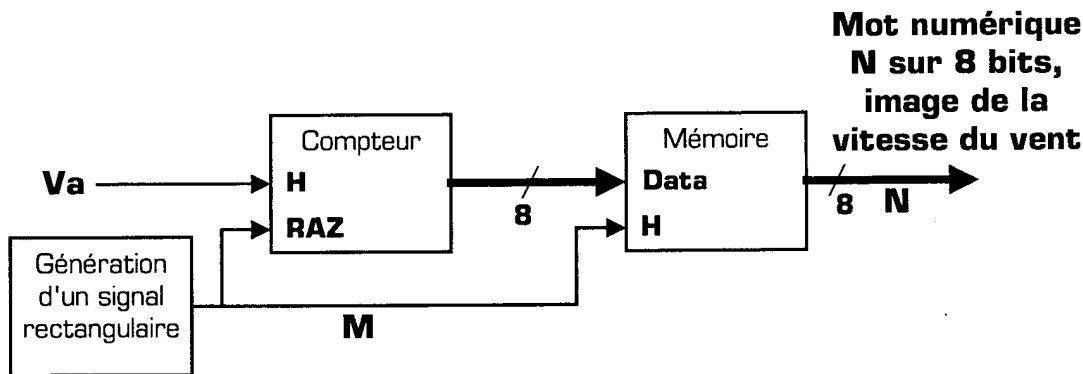 Mot numérique
N sur 8 bits,
image de la
vitesse du vent
Compteur
Mémoire
Va
H
Data
RAZ
8
H
8
N
Génération
d'un signal
rectangulaire
M